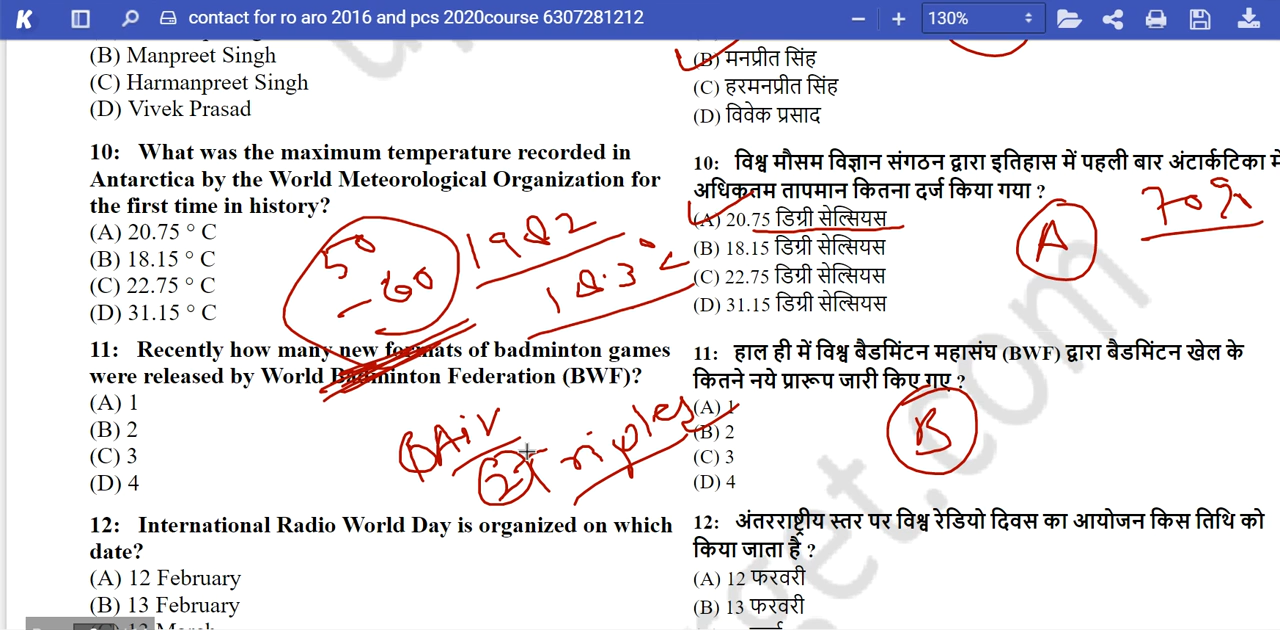 contact for ro aro 2016 and pcs 2020course 6307281212
130%
(B) Manpreet Singh
(C) Harmanpreet Singh
(D) Vivek Prasad
10: What was the maximum temperature recorded in
Antarctica by the World Meteorological Organization for
the first time in history?
(A) 20.75 ° C
(B) 18.15 ° C
(C) 22.75 ° C
(D) 31.15 ° C
50
-60
1982
18.3°C
11: Recently how many new formats of badminton games
were released by World Badminton Federation (BWF)?
(A) 1
(B) 2
(C) 3
(D) 4
2
riples
12: International Radio World Day is organized on which
date?
(A) 12 February
(B) 13 February
(B) मनप्रीत सिंह
(C) हरमनप्रीत सिंह
(D) विवेक प्रसाद
10: विश्व मौसम विज्ञान संगठन द्वारा इतिहास में पहली बार अंटार्कटिका मे
अधिकतम तापमान कितना दर्ज किया गया ?
(A) 20.75 डिग्री सेल्सियस
(B) 18.15 डिग्री सेल्सियस
(C) 22.75 डिग्री सेल्सियस
(D) 31.15 डिग्री सेल्सियस
A
70%
11: हाल ही में विश्व बैडमिंटन महासंघ (BWF) द्वारा बैडमिंटन खेल के
कितने नये प्रारूप जारी किए गए ?
(A) 1
(B) 2
(C) 3
(D) 4
B
12: अंतरराष्ट्रीय स्तर पर विश्व रेडियो दिवस का आयोजन किस तिथि को
किया जाता है ?
(A) 12 फरवरी
(B) 13 फरवरी